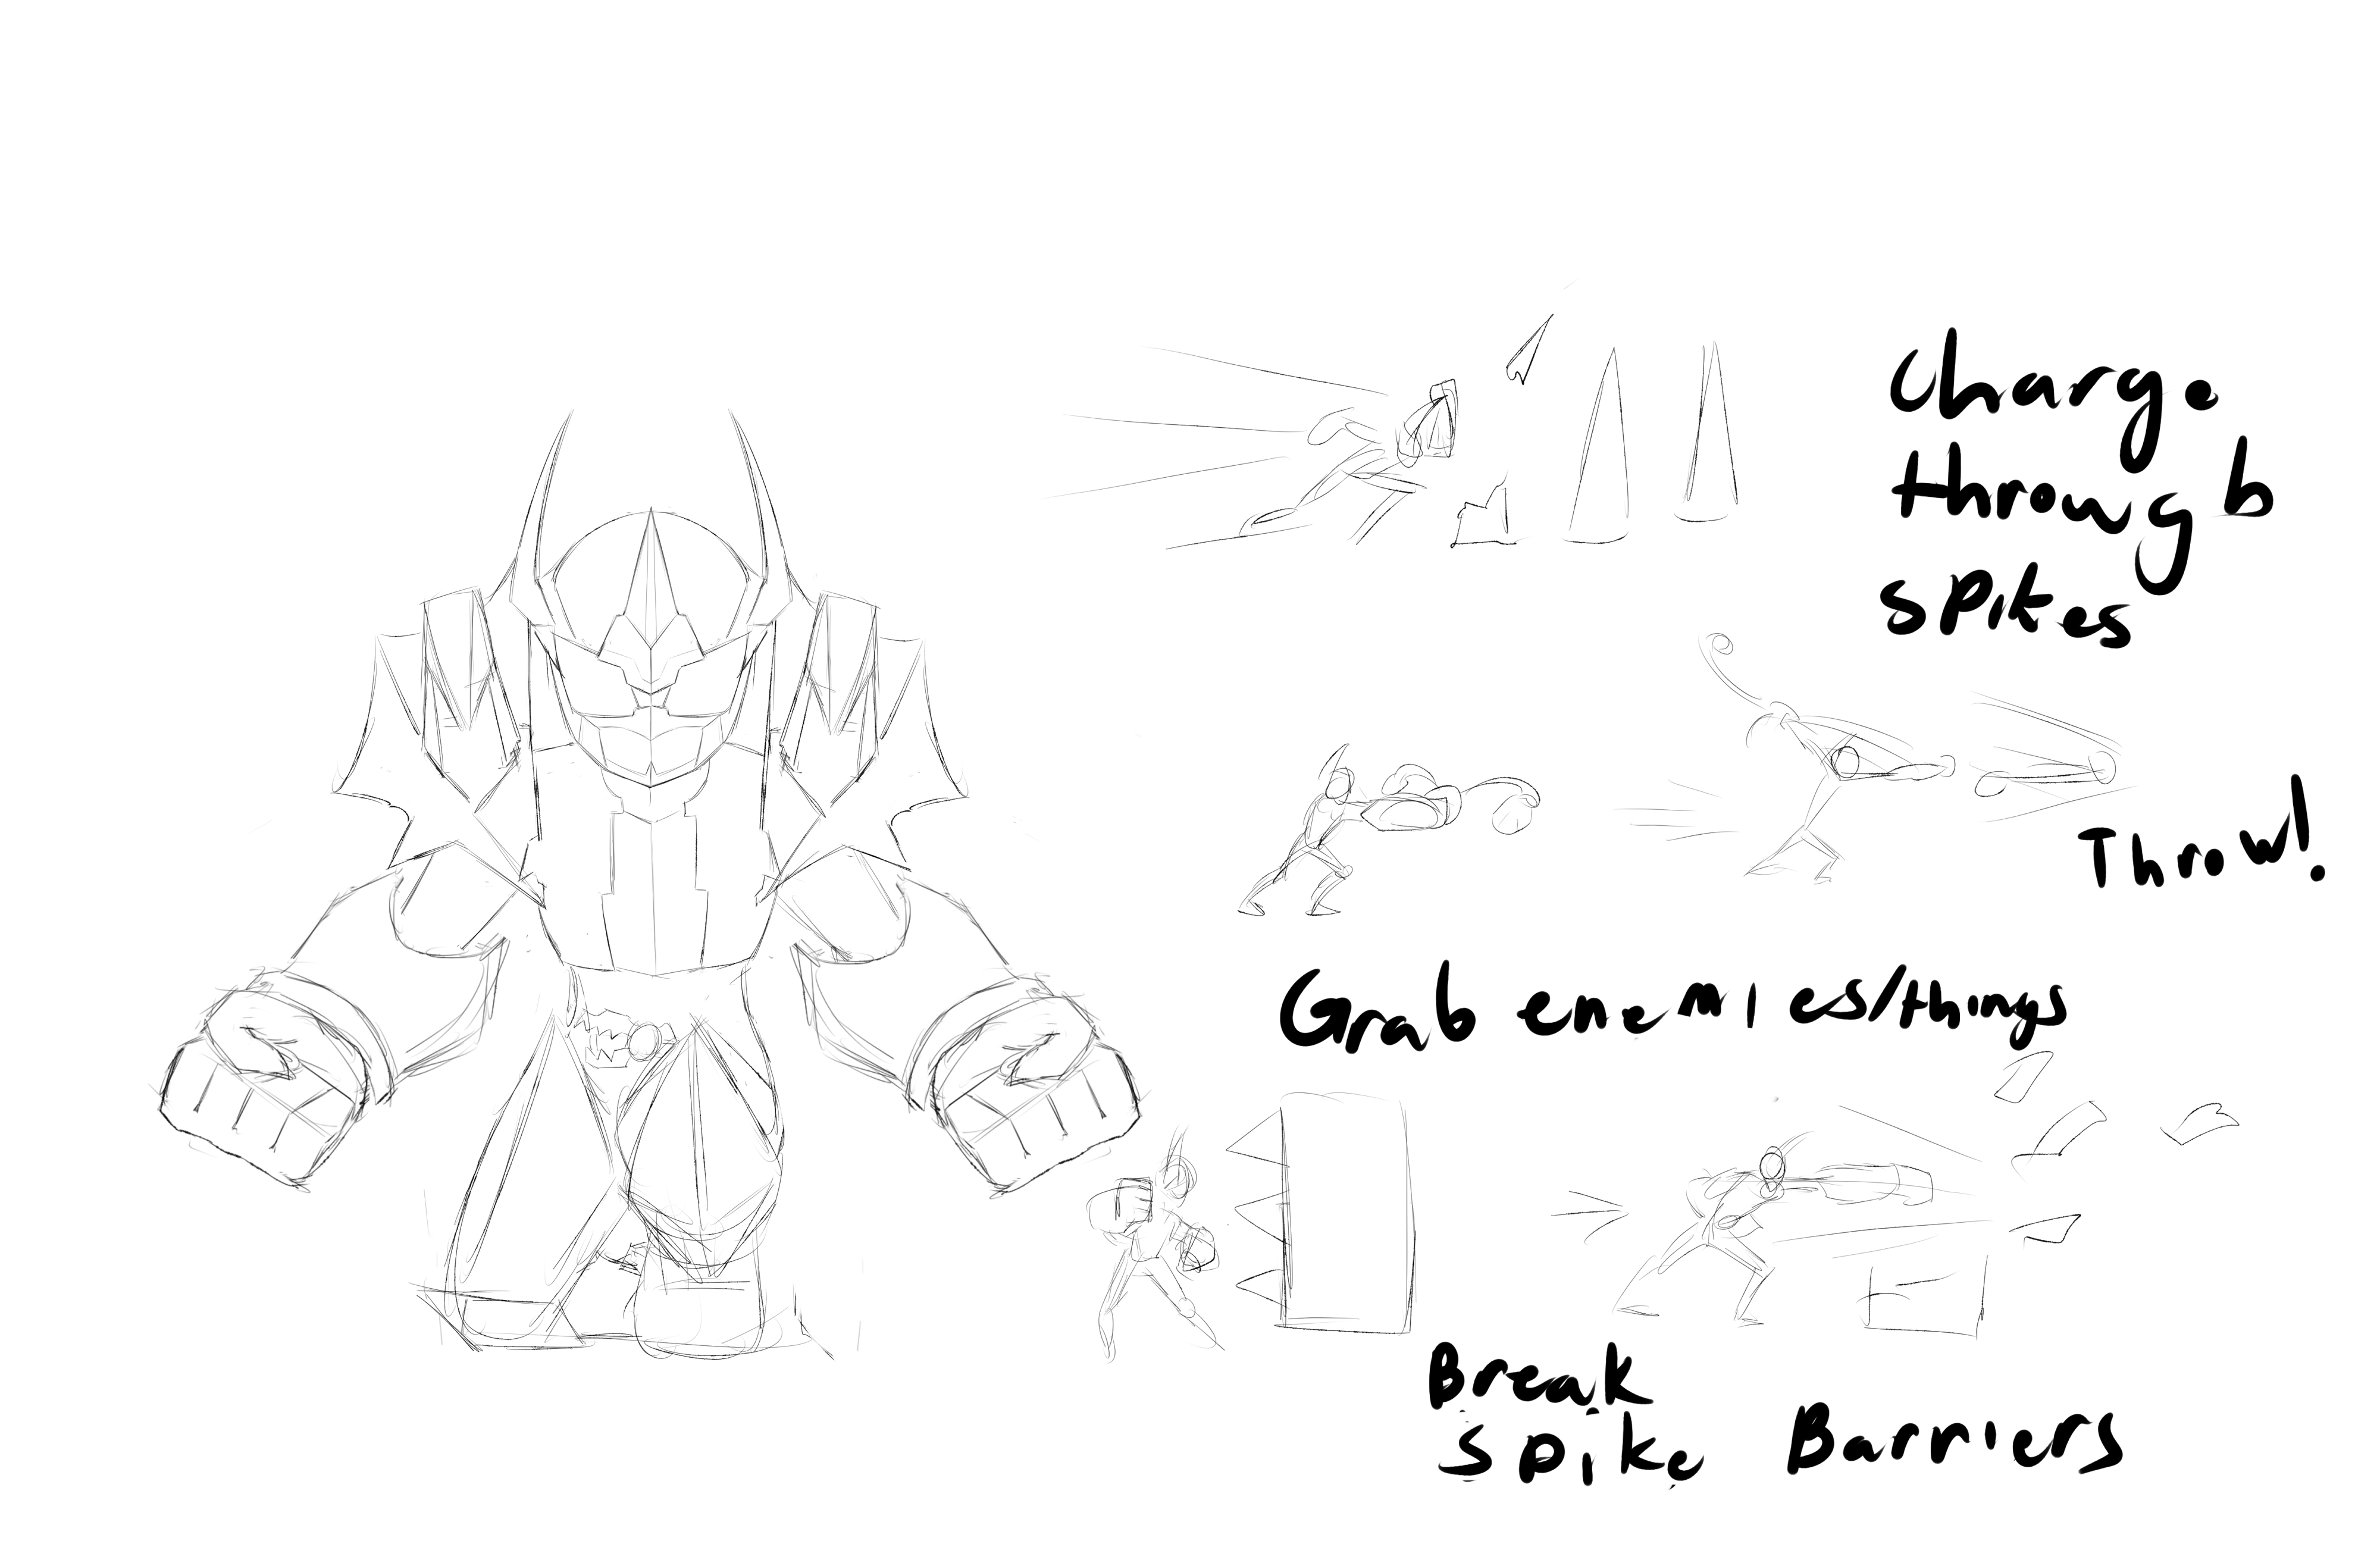 Charge
through
spikes
Throw!
Grab enemies/things
Break
Spike Barriers